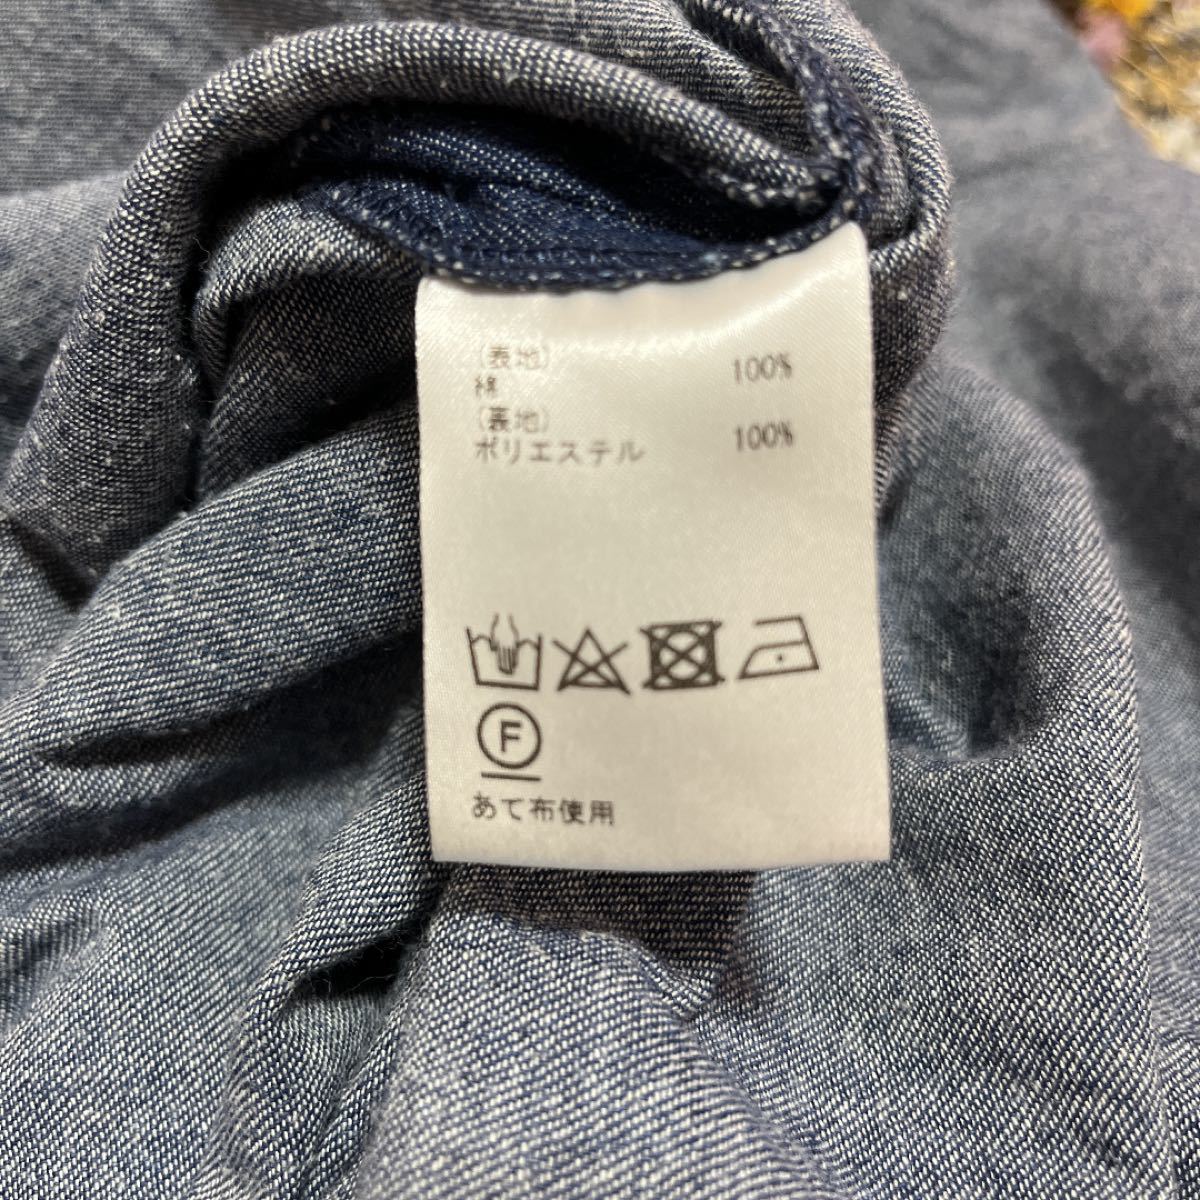 (表地)
綿 100%
(裏地)
ポリエステル 100%
F
あて布使用